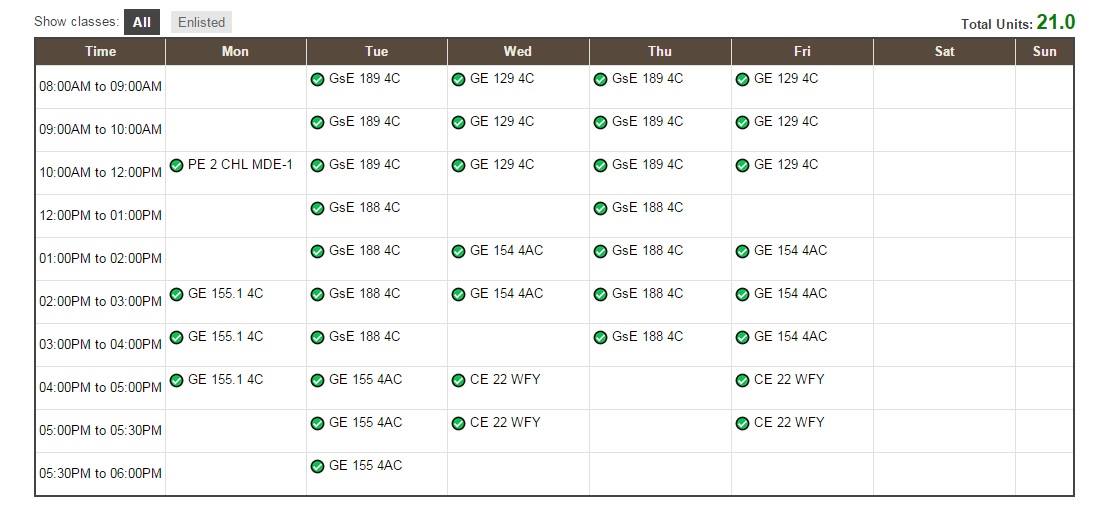 Show classes: All Enlisted Total Units: 21.0
Time Mon Tue Wed Thu Fri Sat Sun
08:00AM to 09:00AM GsE 189 4C GE 129 4C GsE 189 4C GE 129 4C
09:00AM to 10:00AM GsE 189 4C GE 129 4C GsE 189 4C GE 129 4C
10:00AM to 12:00PM PE 2 CHL MDE-1 GsE 189 4C GE 129 4C GsE 189 4C GE 129 4C
12:00PM to 01:00PM GsE 188 4C GsE 188 4C
01:00PM to 02:00PM GsE 188 4C GE 154 4AC GsE 188 4C GE 154 4AC
02:00PM to 03:00PM GE 155.1 4C GsE 188 4C GE 154 4AC GsE 188 4C GE 154 4AC
03:00PM to 04:00PM GE 155.1 4C GsE 188 4C GsE 188 4C GE 154 4AC
04:00PM to 05:00PM GE 155.1 4C GE 155 4AC CE 22 WFY CE 22 WFY
05:00PM to 05:30PM GE 155 4AC CE 22 WFY CE 22 WFY
05:30PM to 06:00PM GE 155 4AC